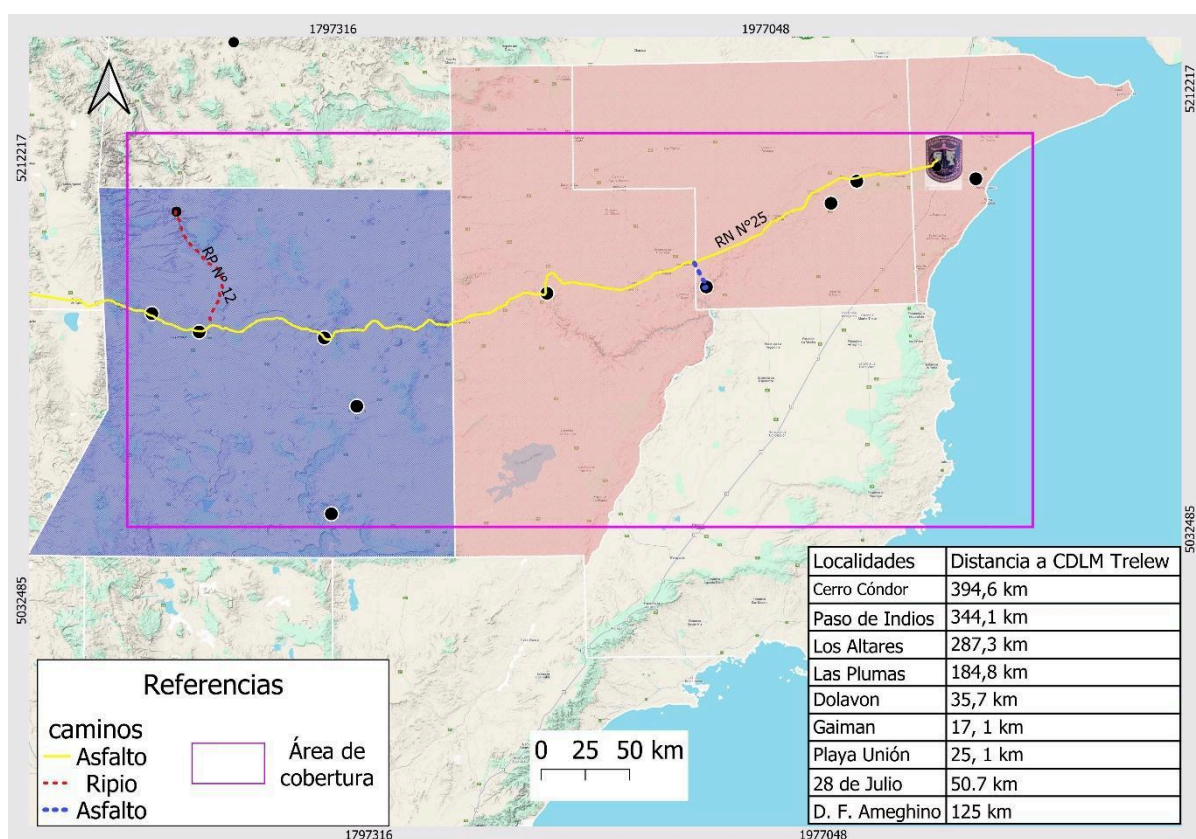 1797316 1977048
5212217 5212217
RP N° 12
RN N°25
5032485 5032485
Localidades Distancia a CDLM Trelew
Cerro Cóndor 394,6 km
Paso de Indios 344,1 km
Los Altares 287,3 km
Las Plumas 184,8 km
Dolavon 35,7 km
Gaiman 17, 1 km
Playa Unión 25, 1 km
28 de Julio 50.7 km
D. F. Ameghino 125 km
Referencias
caminos
Asfalto
Ripio
Asfalto
Área de
cobertura
0 25 50 km
1797316 1977048